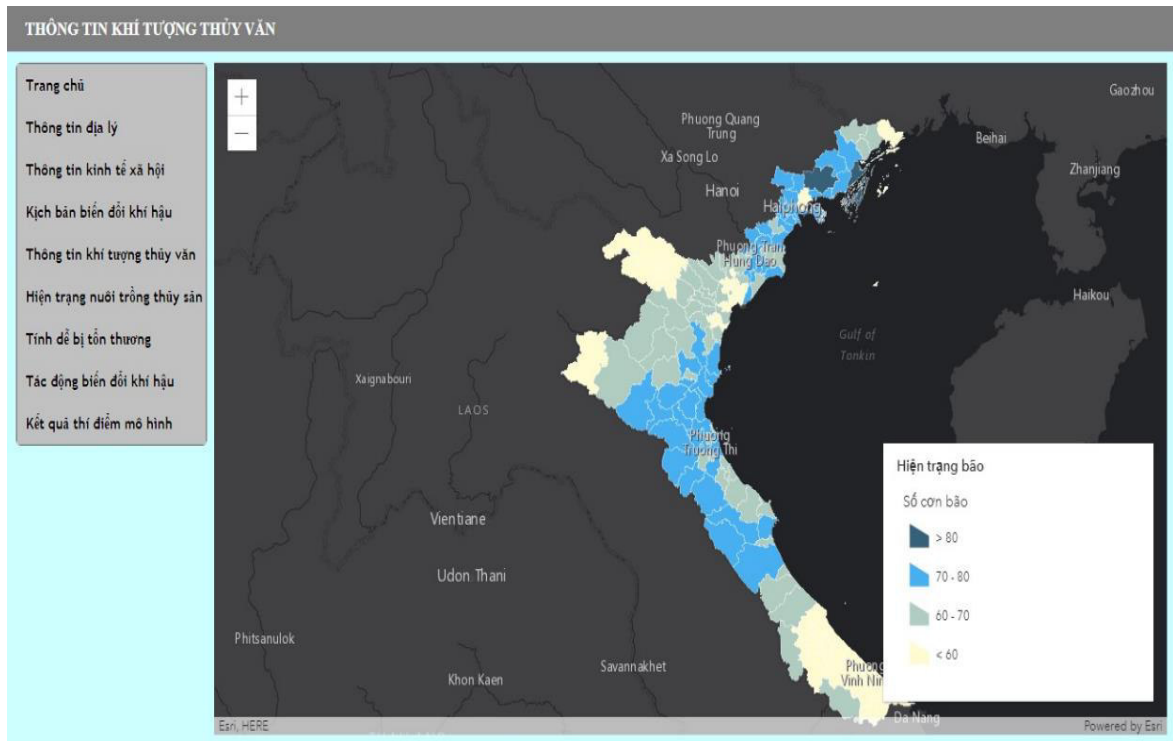 THÔNG TIN KHÍ TƯỢNG THỦY VĂN
Trang chủ
Thông tin địa lý
Thông tin kinh tế xã hội
Kịch bản biến đổi khí hậu
Thông tin khí tượng thủy văn
Hiện trạng nuôi trồng thủy sản
Tính dể bị tổn thương
Tác động biến đổi khí hậu
Kết quả thí điểm mô hình
+
−
Gaozhou
Phuong Quang
Trung
Beihai
Xa Song Lo
Zhanjiang
Hanoi
Haiphong
Phuong Tran
Hung Dao
Haikou
Gulf of
Tonkin
Xaignabouri
LAOS
Phuong
Truong Thi
Vientiane
Udon Thani
Phitsanulok
Savannakhet
Khon Kaen
Phuong
Vinh Nin
Da Nang
Hiện trạng bão
Số cơn bão
> 80
70 - 80
60 - 70
< 60
Esri, HERE
Powered by Esri